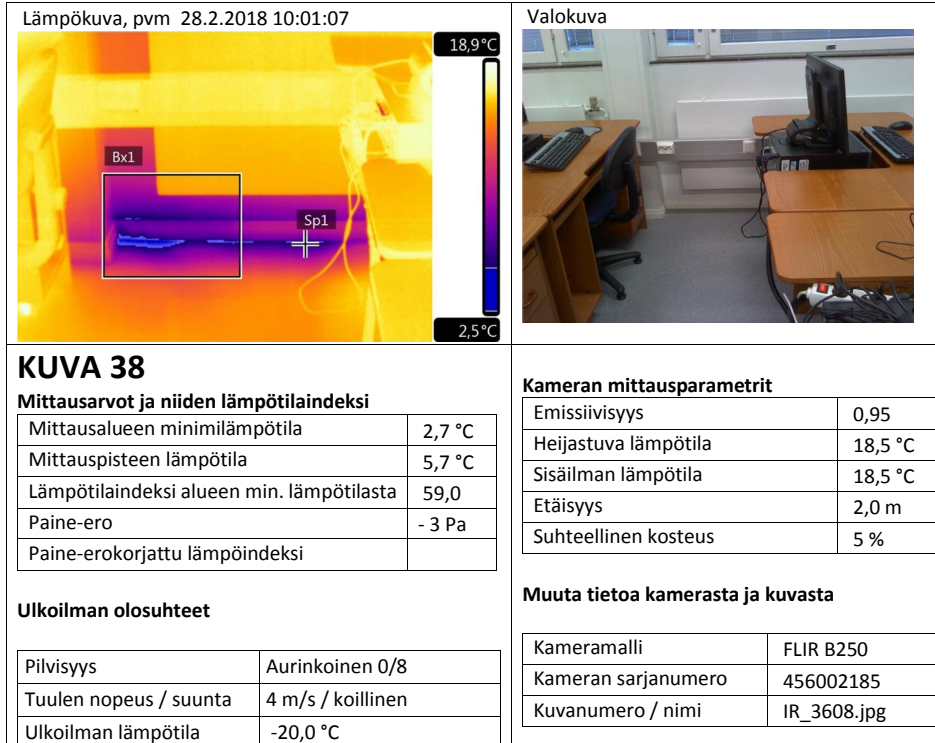 Lämpökuva, pvm 28.2.2018 10:01:07
18,9°C
Bx1
Sp1
2,5°C
Valokuva
KUVA 38
Mittausarvot ja niiden lämpötilaindeksi
Mittausalueen minimilämpötila 2,7 °C
Mittauspisteen lämpötila 5,7 °C
Lämpötilaindeksi alueen min. lämpötilasta 59,0
Paine-ero - 3 Pa
Paine-erokorjattu lämpöindeksi
Ulkoilman olosuhteet
Pilvisyys Aurinkoinen 0/8
Tuulen nopeus / suunta 4 m/s / koillinen
Ulkoilman lämpötila -20,0 °C
Kameran mittausparametrit
Emissiivisyys 0,95
Heijastuva lämpötila 18,5 °C
Sisäilman lämpötila 18,5 °C
Etäisyys 2,0 m
Suhteellinen kosteus 5 %
Muuta tietoa kamerasta ja kuvasta
Kameramalli FLIR B250
Kameran sarjanumero 456002185
Kuvanumero / nimi IR_3608.jpg